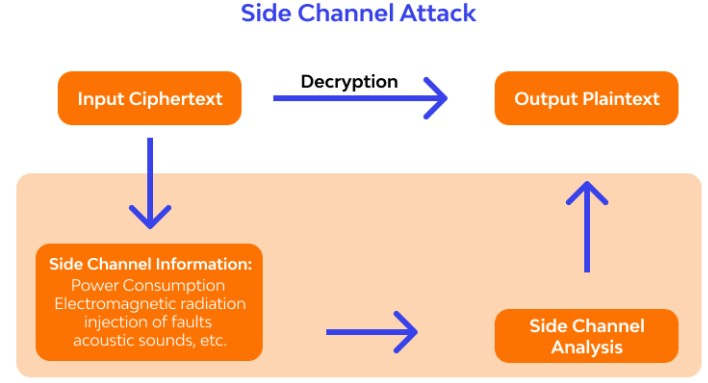 Side Channel Attack
Input Ciphertext
Decryption
Output Plaintext
Side Channel Information:
Power Consumption
Electromagnetic radiation
injection of faults
acoustic sounds, etc.
Side Channel
Analysis